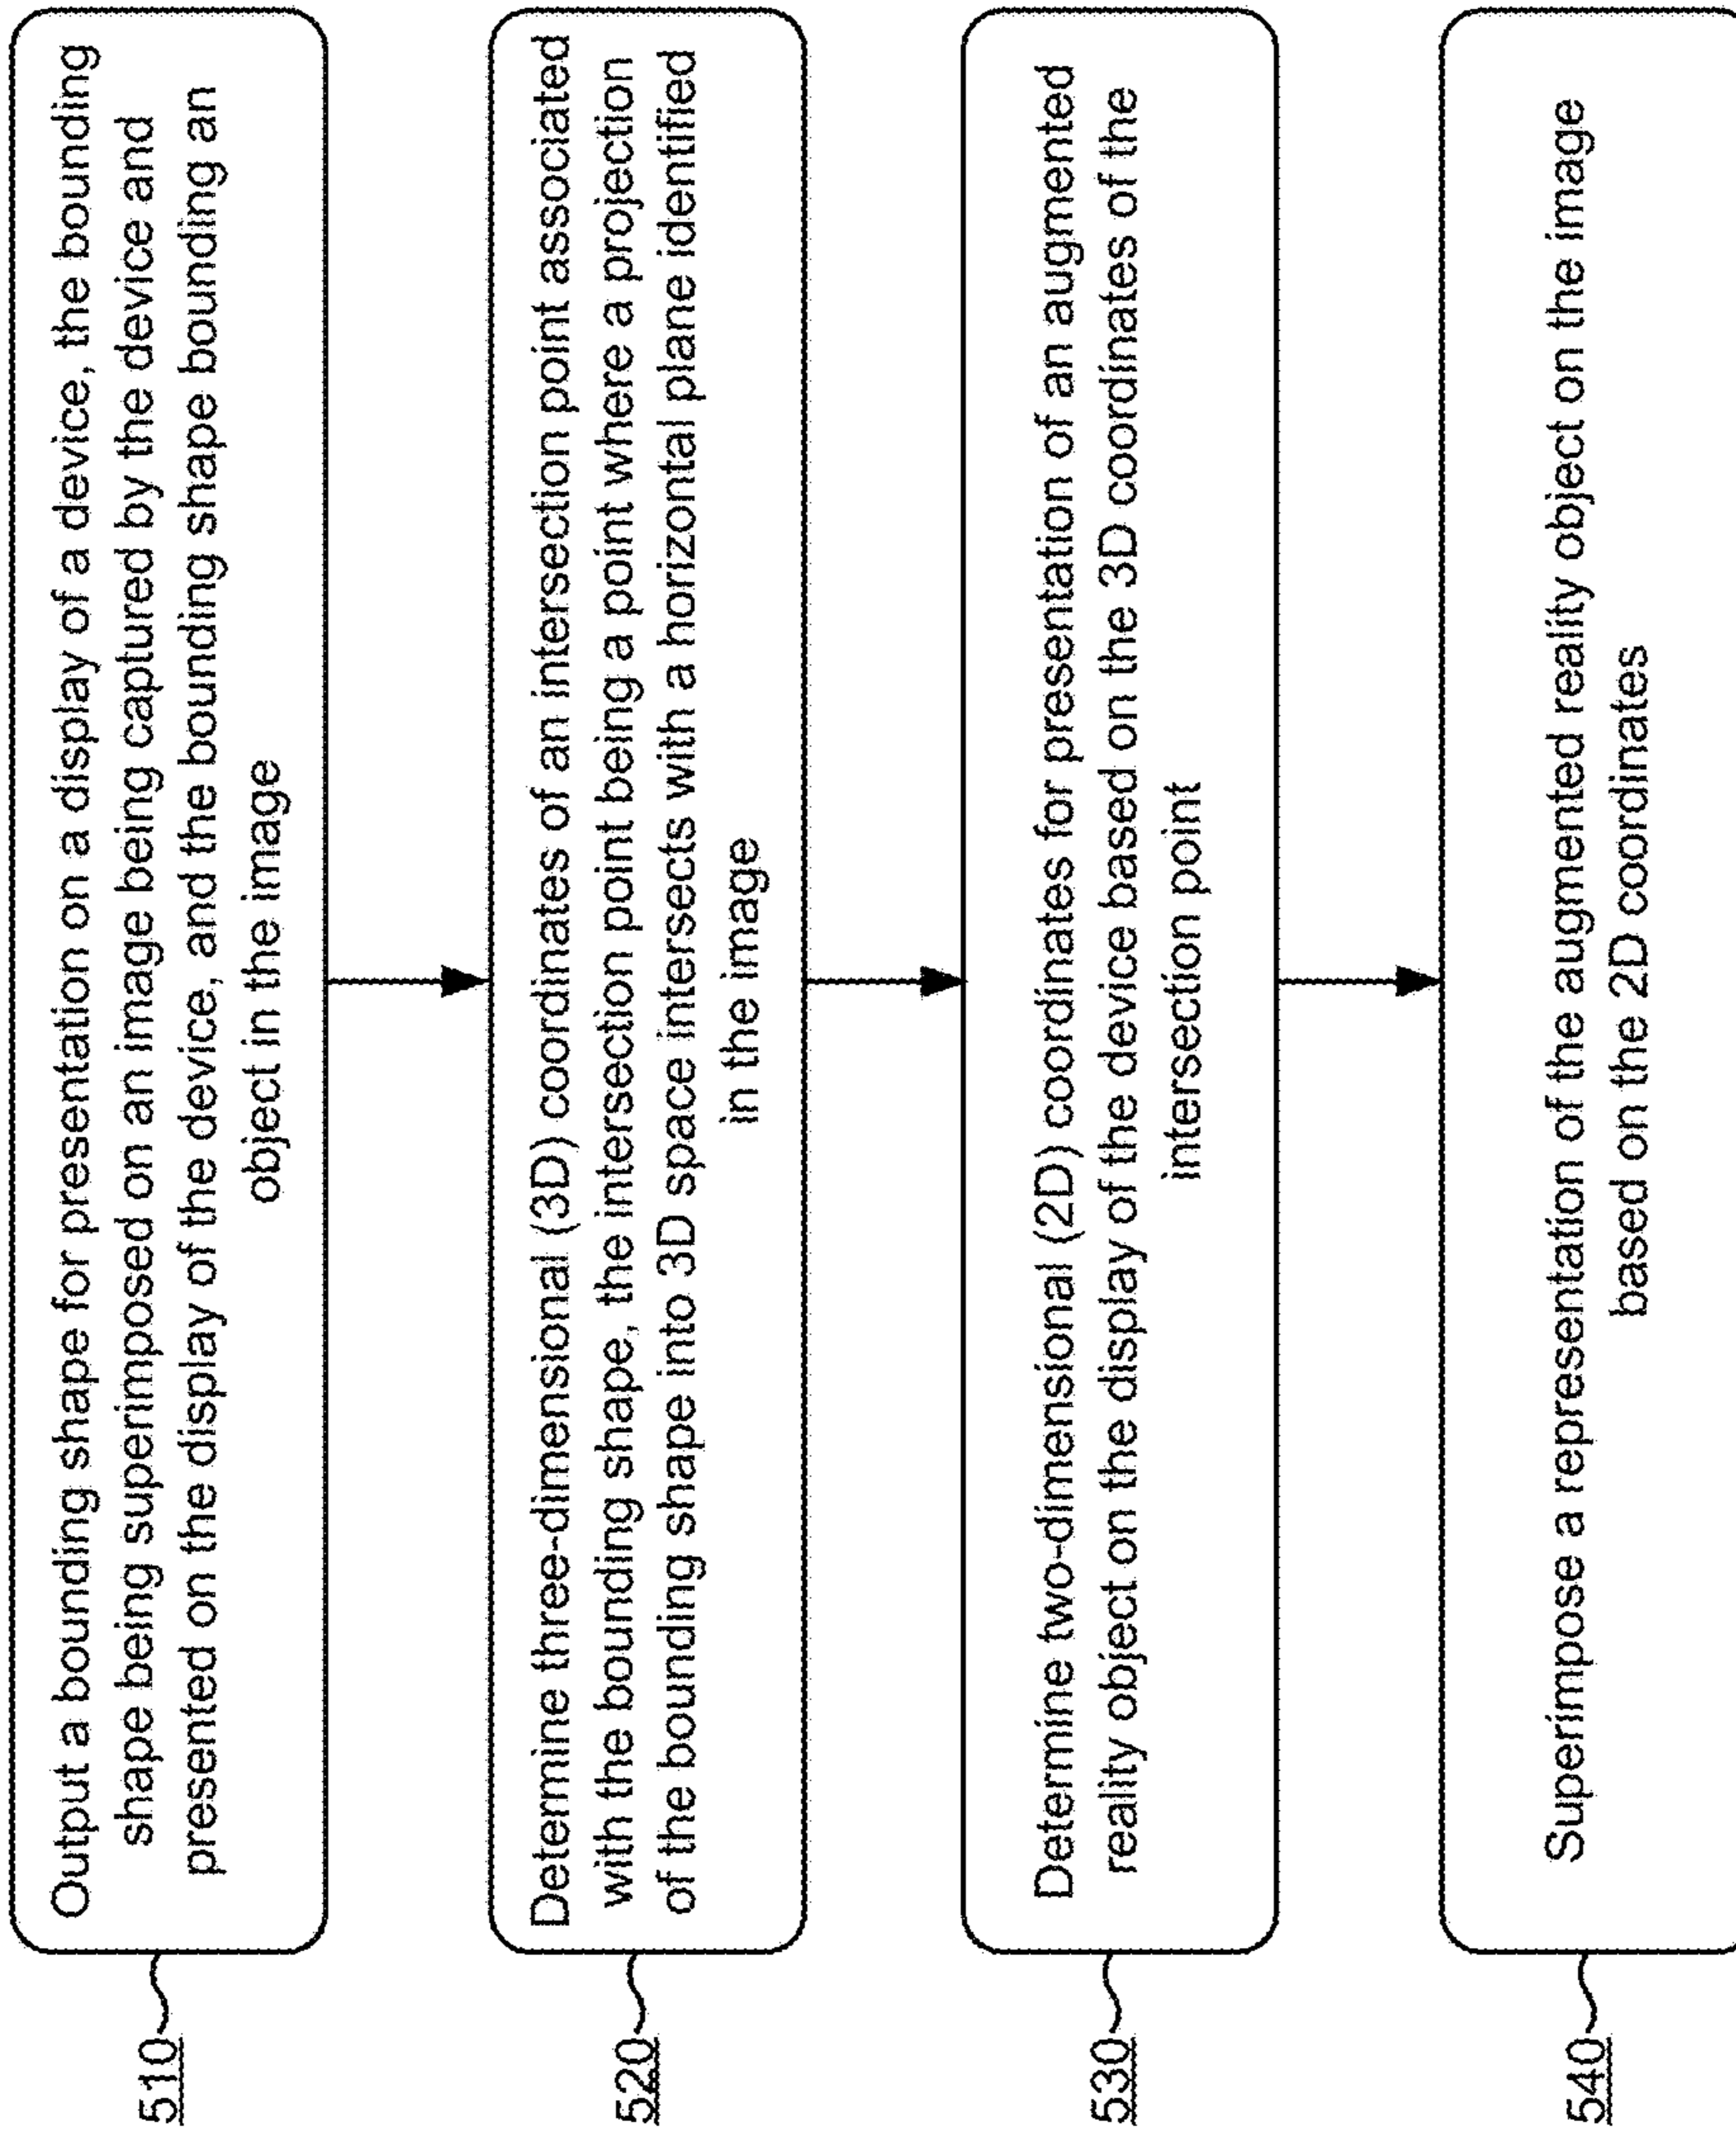 510
Output a bounding shape for presentation on a display of a device, the bounding
shape being superimposed on an image being captured by the device and
presented on the display of the device, and the bounding shape bounding an
object in the image
520
Determine three-dimensional (3D) coordinates of an intersection point associated
with the bounding shape, the intersection point being a point where a projection
of the bounding shape into 3D space intersects with a horizontal plane identified
in the image
530
Determine two-dimensional (2D) coordinates for presentation of an augmented
reality object on the display of the device based on the 3D coordinates of the
intersection point
540
Superimpose a representation of the augmented reality object on the image
based on the 2D coordinates